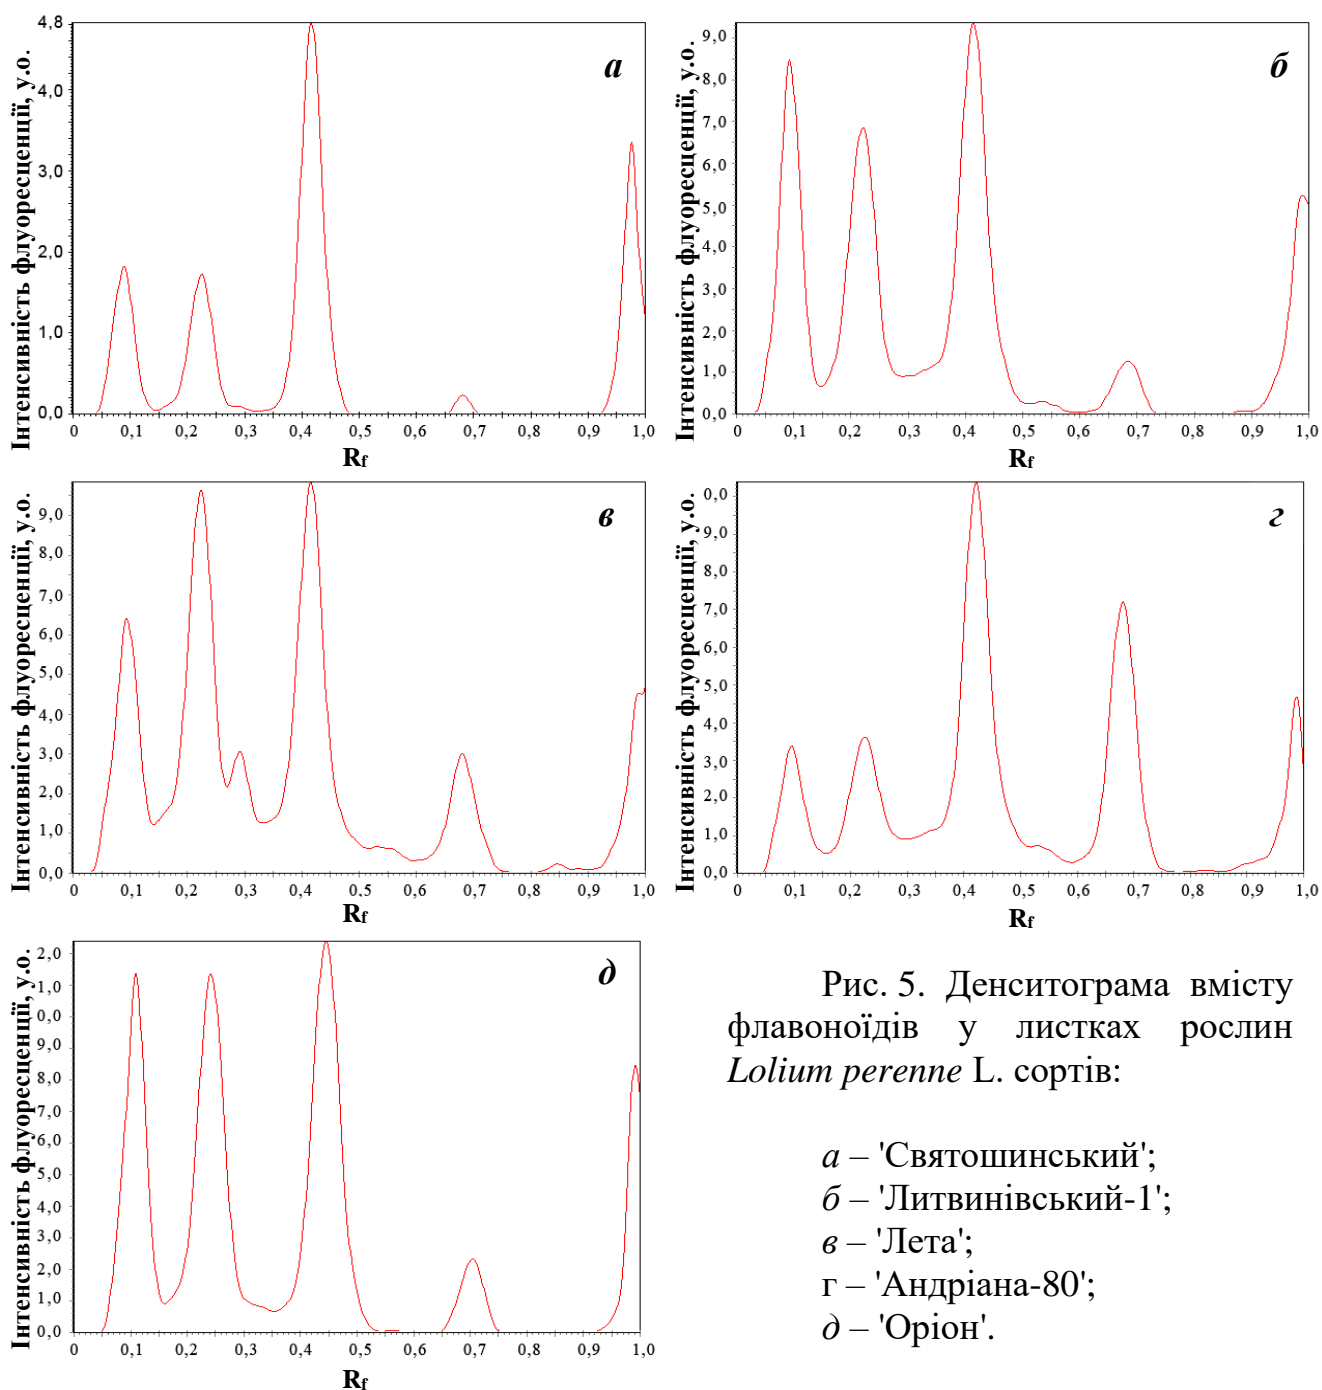 Інтенсивність флуоресценції, у.о.
4,8
4,0
3,0
2,0
1,0
0,0
а
0 0,1 0,2 0,3 0,4 0,5 0,6 0,7 0,8 0,9 1,0
Rf
Інтенсивність флуоресценції, у.о.
9,0
8,0
7,0
6,0
5,0
4,0
3,0
2,0
1,0
0,0
б
0 0,1 0,2 0,3 0,4 0,5 0,6 0,7 0,8 0,9 1,0
Rf
Інтенсивність флуоресценції, у.о.
9,0
8,0
7,0
6,0
5,0
4,0
3,0
2,0
1,0
0,0
в
0 0,1 0,2 0,3 0,4 0,5 0,6 0,7 0,8 0,9 1,0
Rf
Інтенсивність флуоресценції, у.о.
0,0
9,0
8,0
7,0
6,0
5,0
4,0
3,0
2,0
1,0
0,0
г
0 0,1 0,2 0,3 0,4 0,5 0,6 0,7 0,8 0,9 1,0
Rf
Інтенсивність флуоресценції, у.о.
2,0
1,0
0,0
9,0
8,0
7,0
6,0
5,0
4,0
3,0
2,0
1,0
0,0
д
0 0,1 0,2 0,3 0,4 0,5 0,6 0,7 0,8 0,9 1,0
Rf
Рис. 5. Денситограма вмісту
флавоноїдів у листках рослин
Lolium perenne L. сортів:
а – 'Святошинський';
б – 'Литвинівський-1';
в – 'Лета';
г – 'Андріана-80';
д – 'Оріон'.